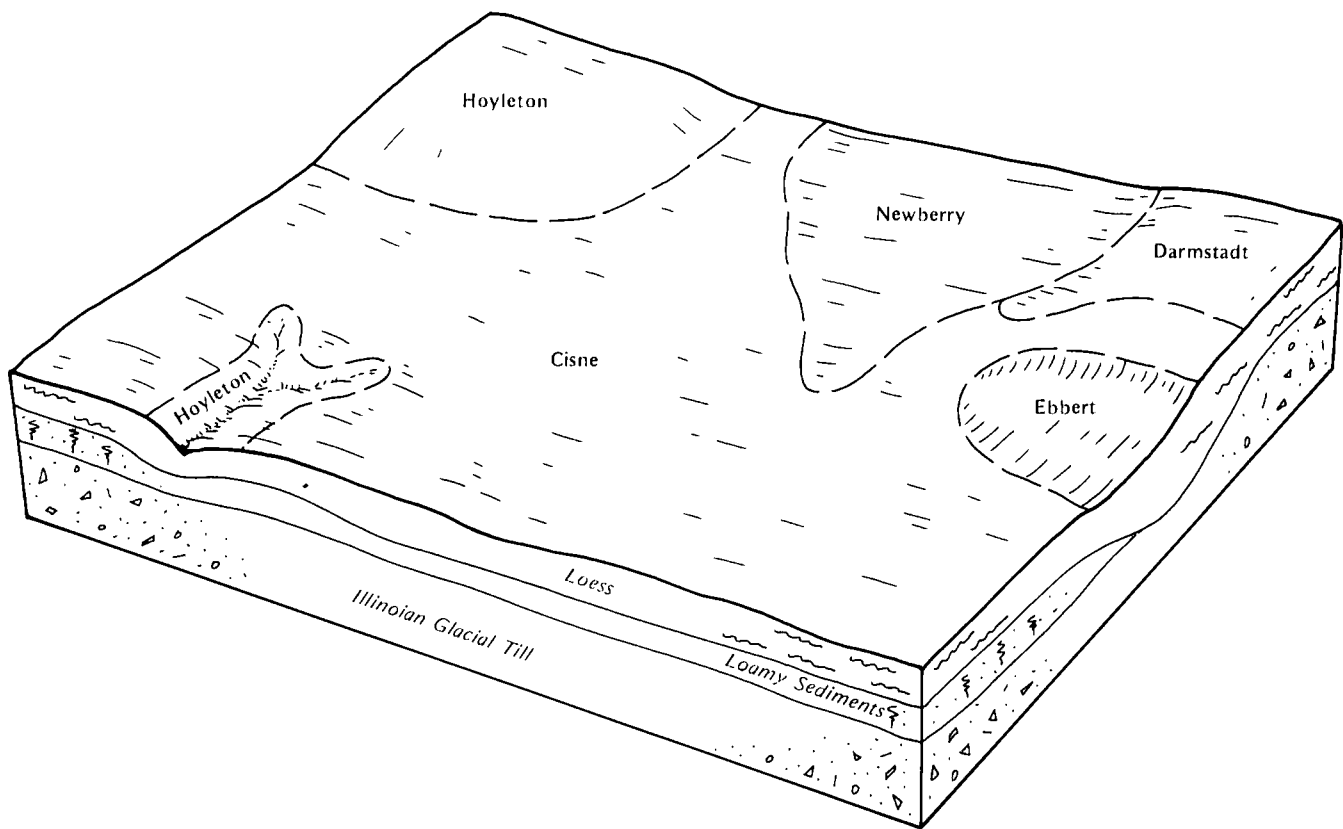 Hoyleton
Newberry
Darmstadt
Cisne
Hoyleton
Ebbert
Loess
Illinoian Glacial Till
Loamy Sediments